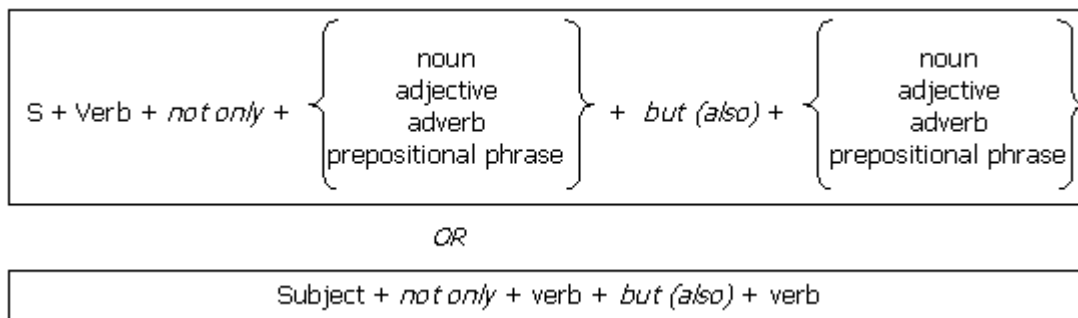 noun noun
adjective adjective
S + Verb + not only + + but (also) +
adverb adverb
prepositional phrase prepositional phrase
OR
Subject + not only + verb + but (also) + verb